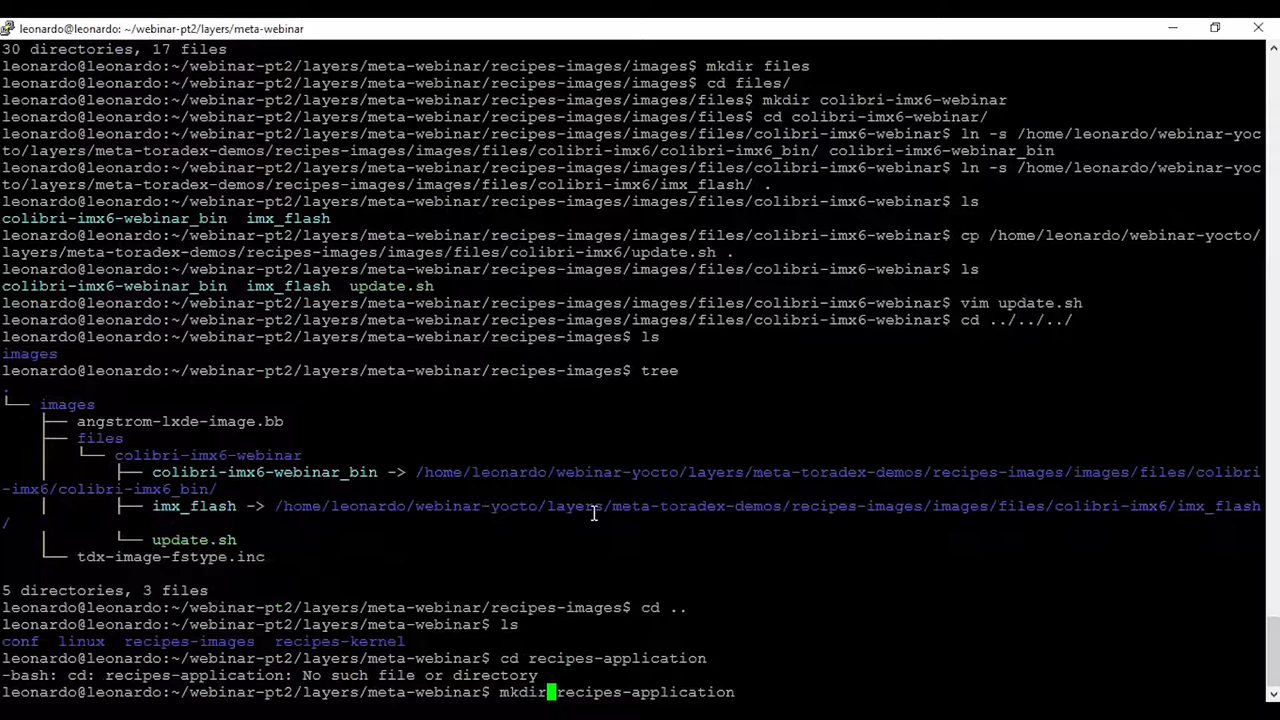 leonardo@leonardo: ~/webinar-pt2/layers/meta-webinar
30 directories, 17 files
leonardo@leonardo:~/webinar-pt2/layers/meta-webinar/recipes-images/images$ mkdir files
leonardo@leonardo:~/webinar-pt2/layers/meta-webinar/recipes-images/images$ cd files/
leonardo@leonardo:~/webinar-pt2/layers/meta-webinar/recipes-images/images/files$ mkdir colibri-imx6-webinar
leonardo@leonardo:~/webinar-pt2/layers/meta-webinar/recipes-images/images/files$ cd colibri-imx6-webinar/
leonardo@leonardo:~/webinar-pt2/layers/meta-webinar/recipes-images/images/files/colibri-imx6-webinar$ ln -s /home/leonardo/webinar-yoc
to/layers/meta-toradex-demos/recipes-images/images/files/colibri-imx6/colibri-imx6_bin/ colibri-imx6-webinar_bin
leonardo@leonardo:~/webinar-pt2/layers/meta-webinar/recipes-images/images/files/colibri-imx6-webinar$ ln -s /home/leonardo/webinar-yoc
to/layers/meta-toradex-demos/recipes-images/images/files/colibri-imx6/imx_flash/ .
leonardo@leonardo:~/webinar-pt2/layers/meta-webinar/recipes-images/images/files/colibri-imx6-webinar$ ls
colibri-imx6-webinar_bin  imx_flash
leonardo@leonardo:~/webinar-pt2/layers/meta-webinar/recipes-images/images/files/colibri-imx6-webinar$ cp /home/leonardo/webinar-yocto/
layers/meta-toradex-demos/recipes-images/images/files/colibri-imx6/update.sh .
leonardo@leonardo:~/webinar-pt2/layers/meta-webinar/recipes-images/images/files/colibri-imx6-webinar$ ls
colibri-imx6-webinar_bin  imx_flash  update.sh
leonardo@leonardo:~/webinar-pt2/layers/meta-webinar/recipes-images/images/files/colibri-imx6-webinar$ vim update.sh
leonardo@leonardo:~/webinar-pt2/layers/meta-webinar/recipes-images/images/files/colibri-imx6-webinar$ cd ../../../
leonardo@leonardo:~/webinar-pt2/layers/meta-webinar/recipes-images$ ls
images
leonardo@leonardo:~/webinar-pt2/layers/meta-webinar/recipes-images$ tree
.
└── images
├── angstrom-lxde-image.bb
├── files
│   └── colibri-imx6-webinar
│       ├── colibri-imx6-webinar_bin -> /home/leonardo/webinar-yocto/layers/meta-toradex-demos/recipes-images/images/files/colibri
-imx6/colibri-imx6_bin/
│       ├── imx_flash -> /home/leonardo/webinar-yocto/layers/meta-toradex-demos/recipes-images/images/files/colibri-imx6/imx_flash
/
│       └── update.sh
└── tdx-image-fstype.inc
5 directories, 3 files
leonardo@leonardo:~/webinar-pt2/layers/meta-webinar/recipes-images$ cd ..
leonardo@leonardo:~/webinar-pt2/layers/meta-webinar$ ls
conf  linux  recipes-images  recipes-kernel
leonardo@leonardo:~/webinar-pt2/layers/meta-webinar$ cd recipes-application
-bash: cd: recipes-application: No such file or directory
leonardo@leonardo:~/webinar-pt2/layers/meta-webinar$ mkdir recipes-application